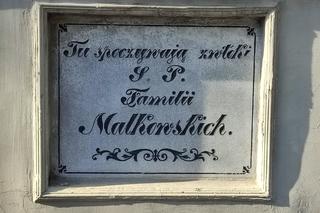 Tu spoczywają zwłoki
Ś. P.
Familii
Malkowskich.